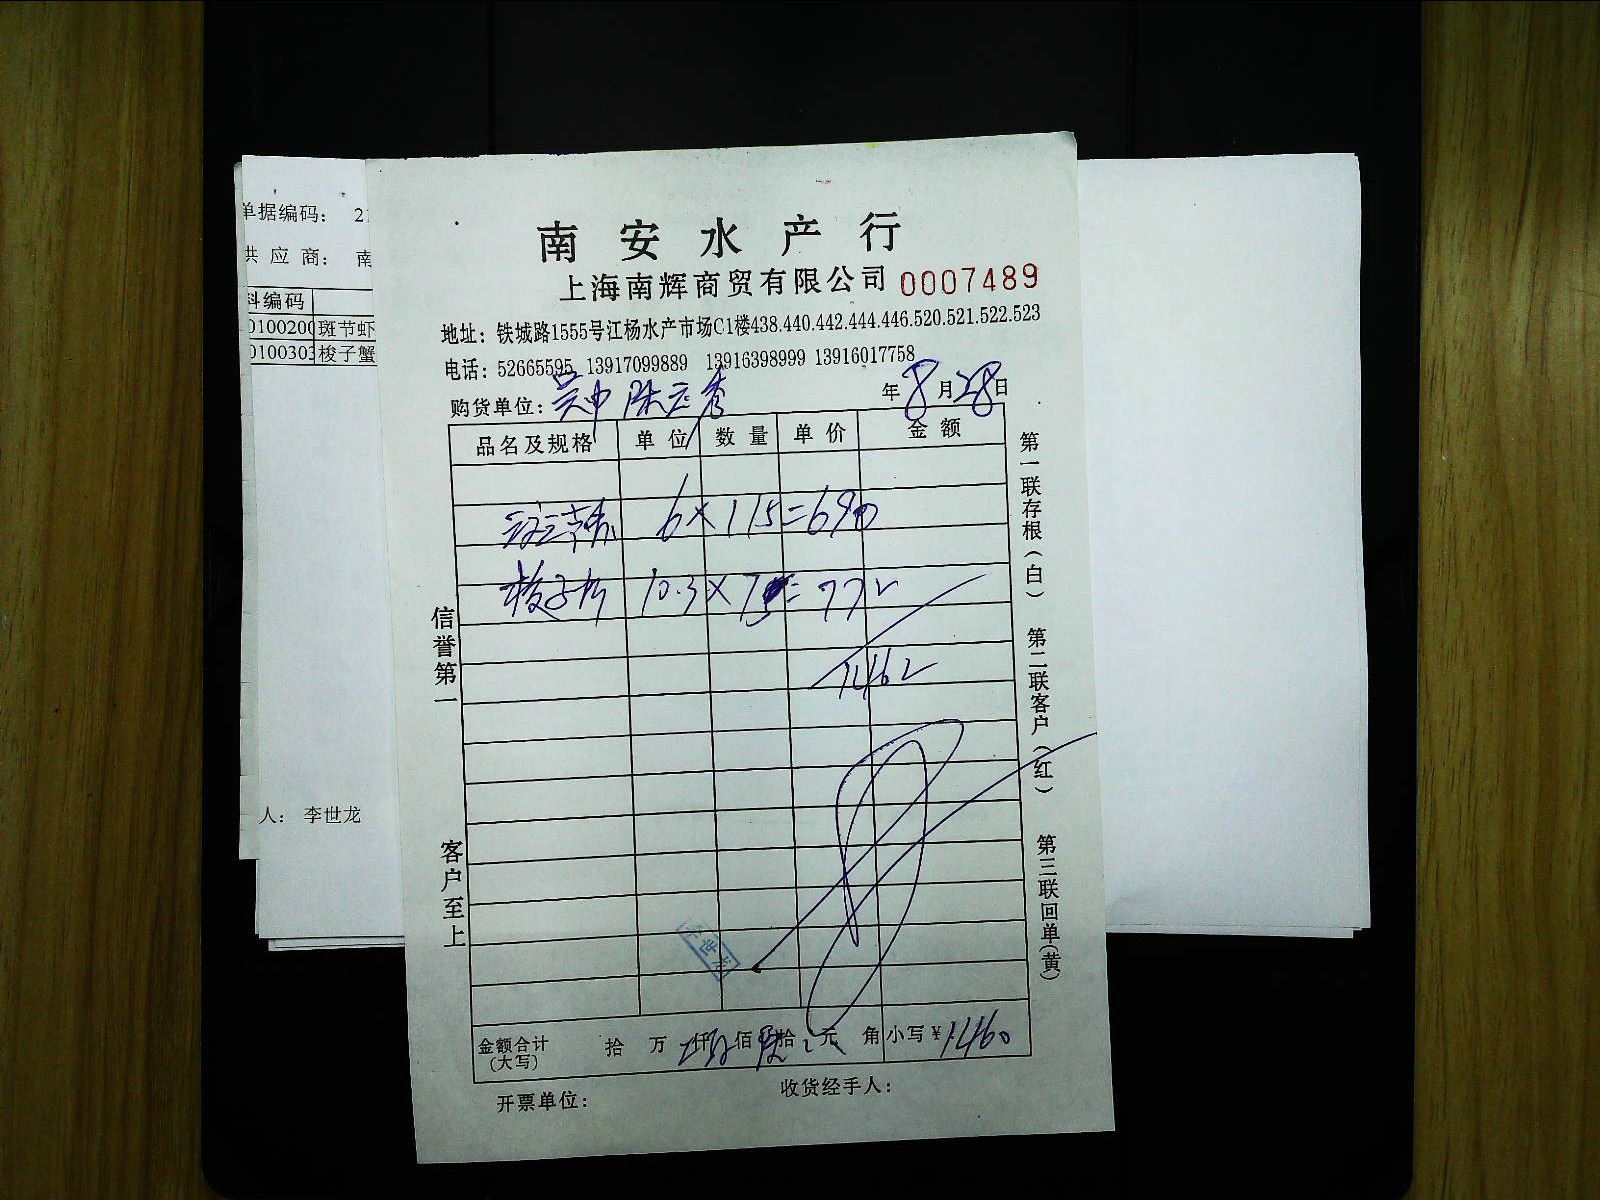 单据编码： 2
供 应 商： 南
料编码
斑节虾
梭子蟹
人： 李世龙
南安水产行
上海南辉商贸有限公司 0007489
地址：铁城路1555号江杨水产市场C1楼438.440.442.444.446.520.521.522.523
电话：52665595 13917099889 13916398999 13916017758
购货单位： 年 8 月 28 日
品名及规格 单位 数量 单价 金额
6×115=690
梭子 10.3×75=772
1462
金额合计(大写) 拾 万 仟 佰 拾 元 角 小写¥1460
开票单位： 收货经手人：
信誉第一
客户至上
第一联存根(白)
第二联客户(红)
第三联回单(黄)